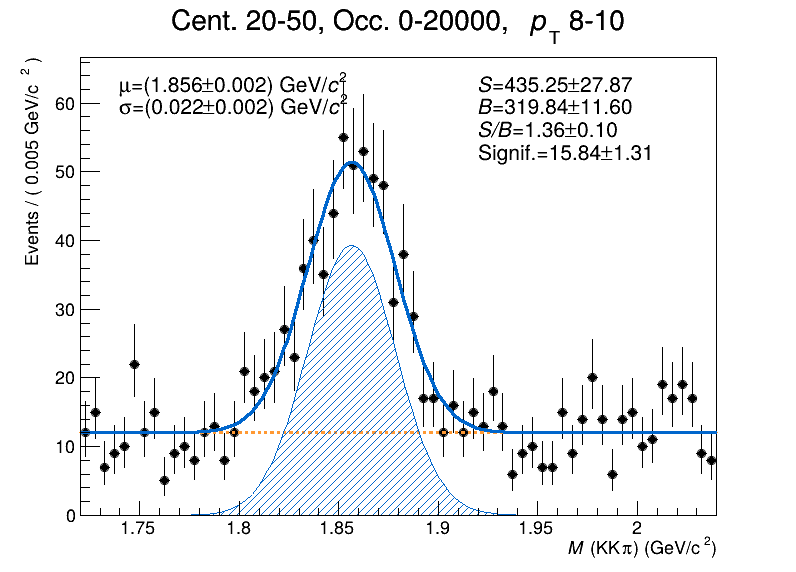 Cent. 20-50, Occ. 0-20000, pT 8-10
Events / ( 0.005 GeV/c 2 )
μ=(1.856±0.002) GeV/c2
σ=(0.022±0.002) GeV/c2
S=435.25±27.87
B=319.84±11.60
S/B=1.36±0.10
Signif.=15.84±1.31
60
50
40
30
20
10
0
1.75 1.8 1.85 1.9 1.95 2
M (KKπ) (GeV/c2)